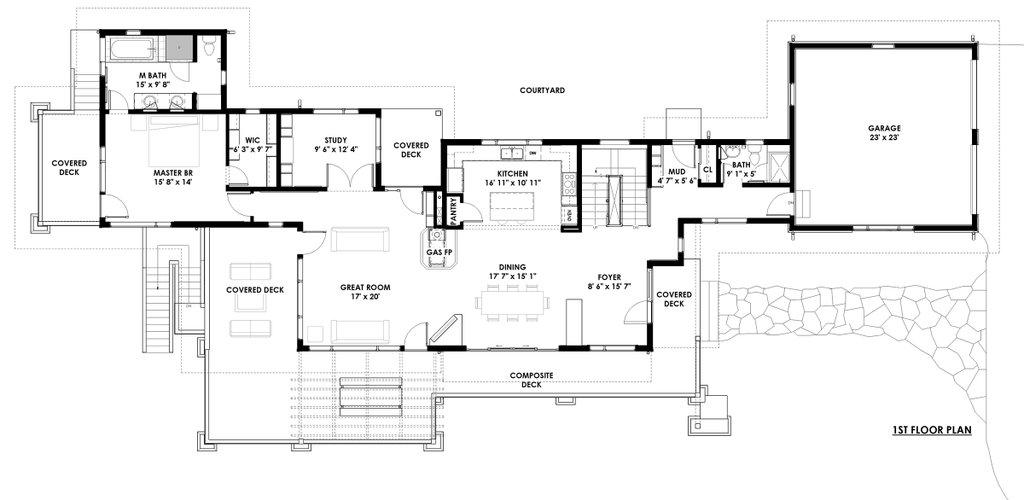 COURTYARD
M BATH
15' x 9' 8"
GARAGE
23' x 23'
WIC
6' 3" x 9' 7"
STUDY
9' 6" x 12' 4"
COVERED
DECK
COVERED
DECK
MASTER BR
15' 8" x 14'
KITCHEN
16' 11" x 10' 11"
DW
OVEN
PANTRY
MUD
4' 7" x 5' 6"
CL
BATH
9' 1" x 5'
GAS FP
DINING
17' 7" x 15' 1"
FOYER
8' 6" x 15' 7"
COVERED DECK
GREAT ROOM
17' x 20'
COVERED
DECK
COMPOSITE
DECK
1ST FLOOR PLAN